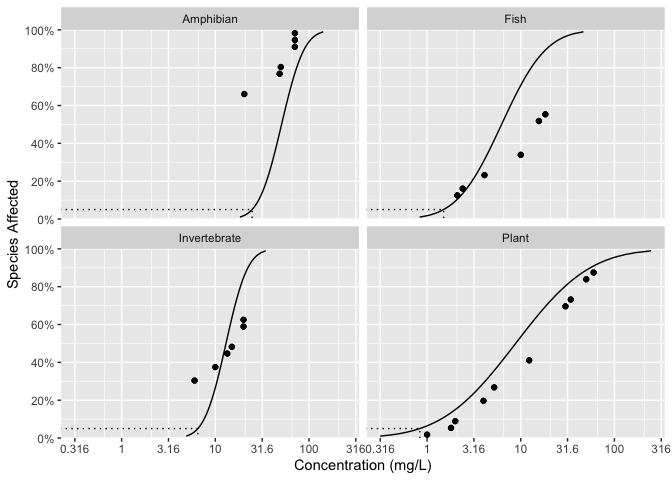 Amphibian Fish
100%
80%
60%
40%
20%
0%
Invertebrate Plant
100%
80%
60%
40%
20%
0%
0.316 1 3.16 10 31.6 100 316 0.316 1 3.16 10 31.6 100 316
Concentration (mg/L)
Species Affected